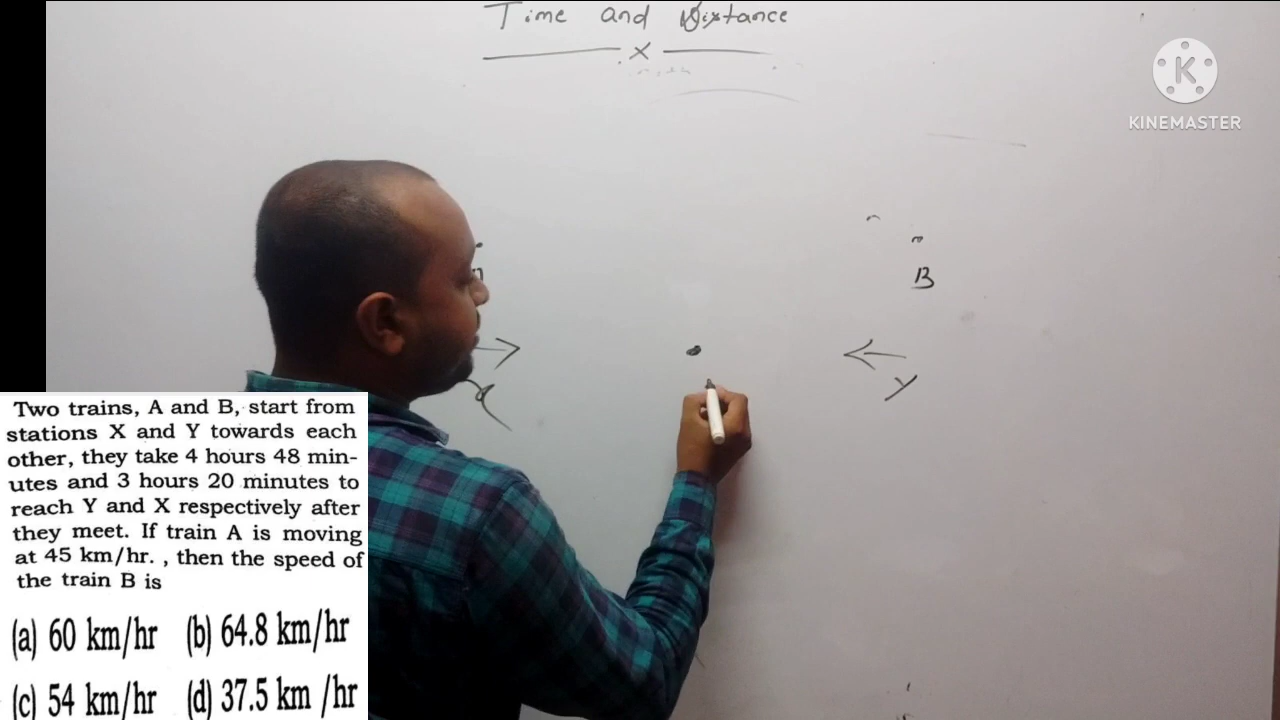 Time and Distance
X
KINEMASTER
B
Y
X
Two trains, A and B, start from
stations X and Y towards each
other, they take 4 hours 48 min-
utes and 3 hours 20 minutes to
reach Y and X respectively after
they meet. If train A is moving
at 45 km/hr. , then the speed of
the train B is
(a) 60 km/hr (b) 64.8 km/hr
(c) 54 km/hr (d) 37.5 km /hr